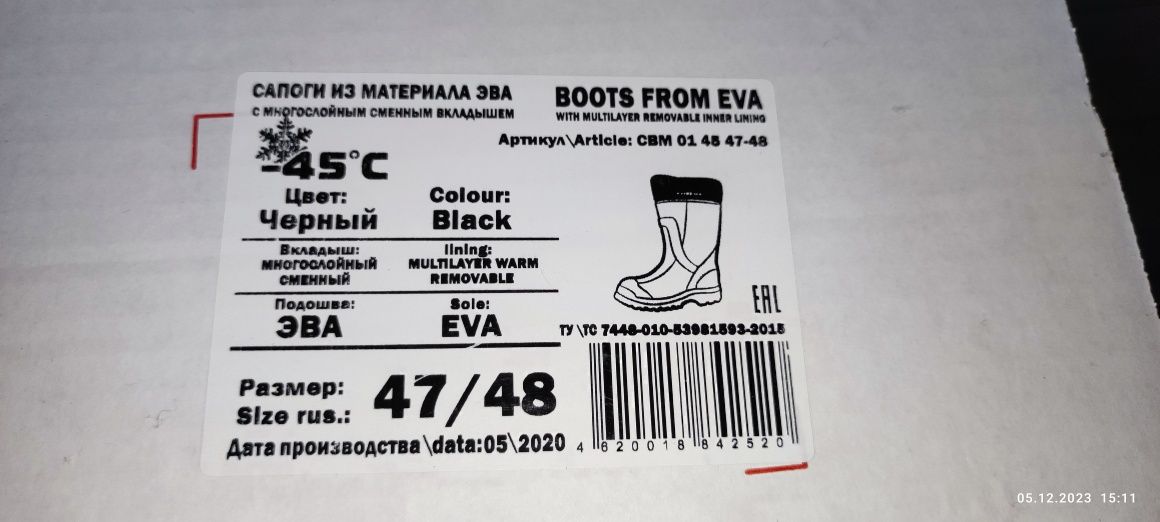 САПОГИ ИЗ МАТЕРИАЛА ЭВА
С МНОГОСЛОЙНЫМ СМЕННЫМ ВКЛАДЫШЕМ
BOOTS FROM EVA
WITH MULTILAYER REMOVABLE INNER LINING
Артикул\Article: СВМ 01 45 47-48
-45°C
Цвет:
Черный
Colour:
Black
Вкладыш:
МНОГОСЛОЙНЫЙ
СМЕННЫЙ
lining:
MULTILAYER WARM
REMOVABLE
Подошва:
ЭВА
Sole:
EVA
EAC
ТУ\ТС 7448-010-53981593-2015
Размер:
Size rus.:
47/48
Дата производства\data:05\2020
4 620018 842520
05.12.2023 15:11